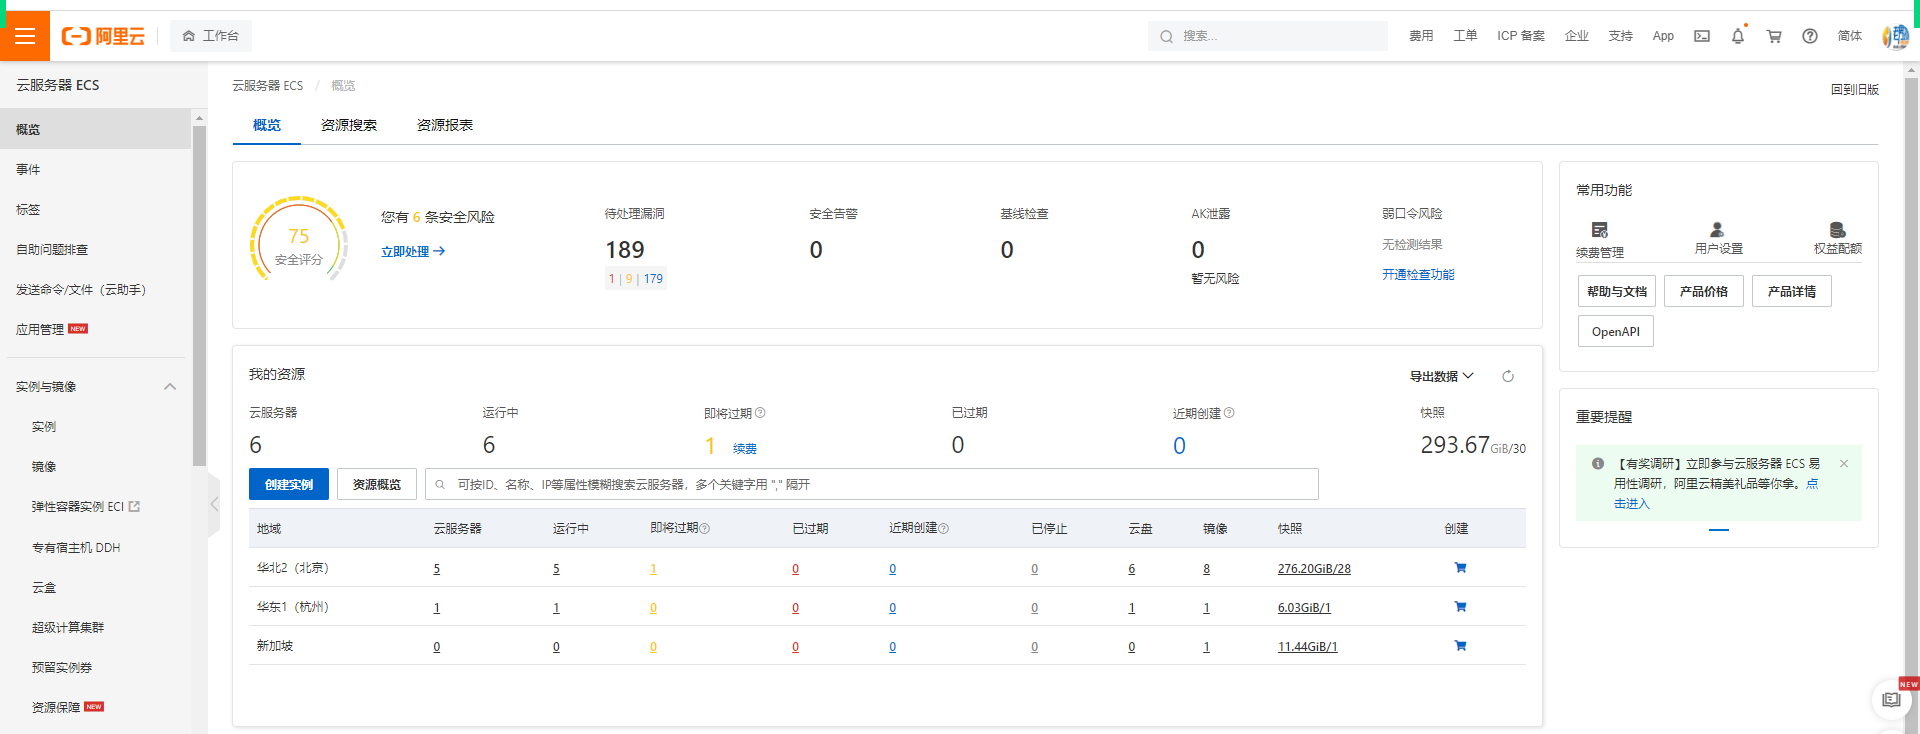 阿里云
工作台
搜索...
费用 工单 ICP 备案 企业 支持 App 简体
云服务器 ECS
概览
事件
标签
自助问题排查
发送命令/文件（云助手）
应用管理 NEW
实例与镜像
实例
镜像
弹性容器实例 ECI
专有宿主机 DDH
云盒
超级计算集群
预留实例券
资源保障 NEW
云服务器 ECS / 概览
回到旧版
概览 资源搜索 资源报表
75
安全评分
您有 6 条安全风险
立即处理
待处理漏洞
189
1 | 9 | 179
安全告警
0
基线检查
0
AK泄露
0
暂无风险
弱口令风险
无检测结果
开通检查功能
我的资源
导出数据
云服务器 运行中 即将过期 已过期 近期创建 快照
6 6 1 续费 0 0 293.67GiB/30
创建实例 资源概览 可按ID、名称、IP等属性模糊搜索云服务器，多个关键字用 "," 隔开
地域 云服务器 运行中 即将过期 已过期 近期创建 已停止 云盘 镜像 快照 创建
华北2（北京） 5 5 1 0 0 0 6 8 276.20GiB/28
华东1（杭州） 1 1 0 0 0 0 1 1 6.03GiB/1
新加坡 0 0 0 0 0 0 0 1 11.44GiB/1
常用功能
续费管理 用户设置 权益配额
帮助与文档 产品价格 产品详情
OpenAPI
重要提醒
【有奖调研】立即参与云服务器 ECS 易
用性调研，阿里云精美礼品等你拿。点
击进入
NEW